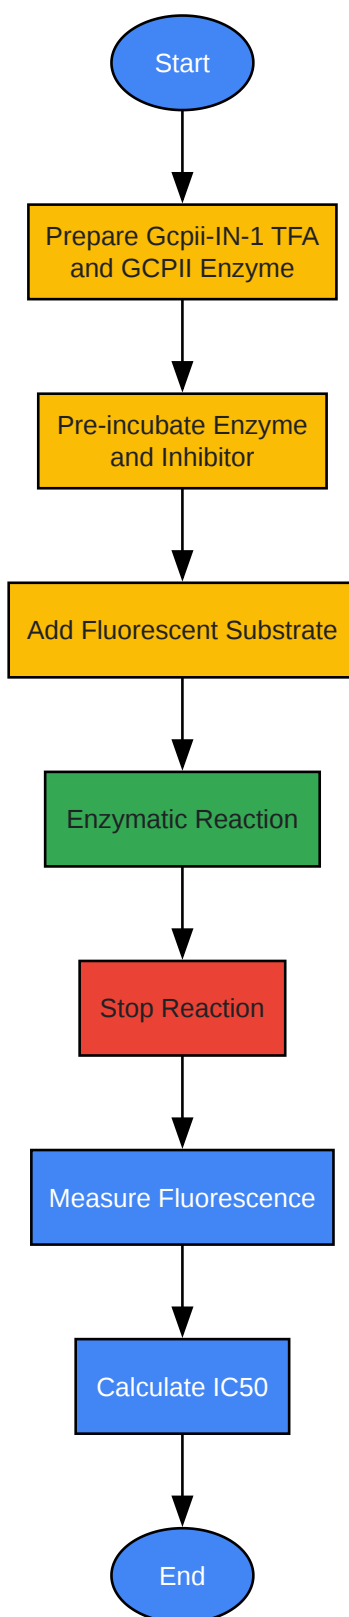 Start
Prepare Gcpii-IN-1 TFA
and GCPII Enzyme
Pre-incubate Enzyme
and Inhibitor
Add Fluorescent Substrate
Enzymatic Reaction
Stop Reaction
Measure Fluorescence
Calculate IC50
End